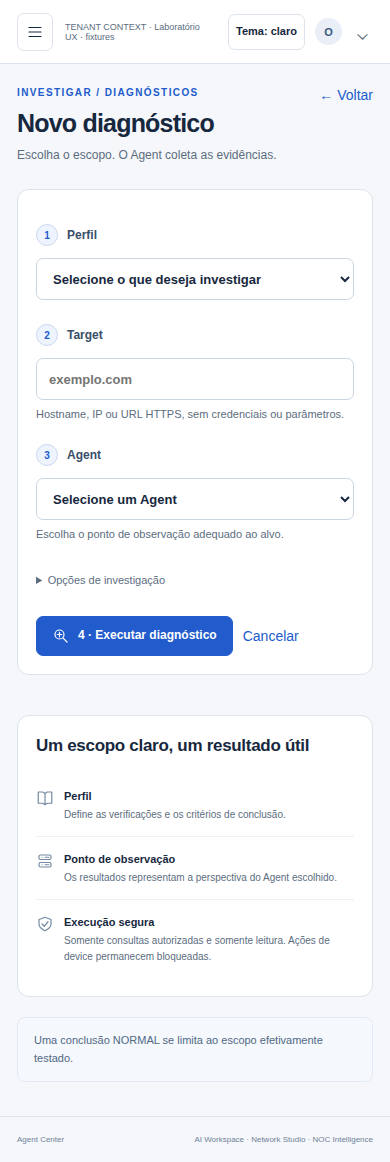 TENANT CONTEXT · Laboratório
UX · fixtures
Tema: claro
O
INVESTIGAR / DIAGNÓSTICOS
← Voltar
Novo diagnóstico
Escolha o escopo. O Agent coleta as evidências.
1 Perfil
Selecione o que deseja investigar
2 Target
exemplo.com
Hostname, IP ou URL HTTPS, sem credenciais ou parâmetros.
3 Agent
Selecione um Agent
Escolha o ponto de observação adequado ao alvo.
Opções de investigação
4 · Executar diagnóstico
Cancelar
Um escopo claro, um resultado útil
Perfil
Define as verificações e os critérios de conclusão.
Ponto de observação
Os resultados representam a perspectiva do Agent escolhido.
Execução segura
Somente consultas autorizadas e somente leitura. Ações de
device permanecem bloqueadas.
Uma conclusão NORMAL se limita ao escopo efetivamente
testado.
Agent Center
AI Workspace · Network Studio · NOC Intelligence